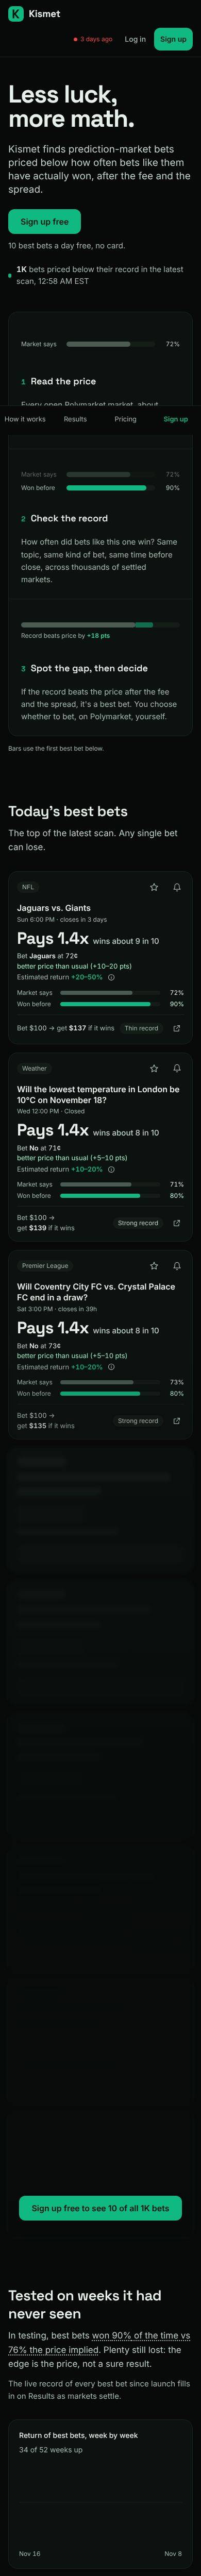 Kismet
3 days ago
Log in
Sign up
Less luck,
more math.
Kismet finds prediction-market bets
priced below how often bets like them
have actually won, after the fee and the
spread.
Sign up free
10 best bets a day free, no card.
1K bets priced below their record in the latest
scan, 12:58 AM EST
Market says 72%
1 Read the price
Every open Polymarket market, about
How it works Results Pricing Sign up
Market says 72%
Won before 90%
2 Check the record
How often did bets like this one win? Same
topic, same kind of bet, same time before
close, across thousands of settled
markets.
Record beats price by +18 pts
3 Spot the gap, then decide
If the record beats the price after the fee
and the spread, it's a best bet. You choose
whether to bet, on Polymarket, yourself.
Bars use the first best bet below.
Today's best bets
The top of the latest scan. Any single bet
can lose.
NFL
Jaguars vs. Giants
Sun 6:00 PM · closes in 3 days
Pays 1.4x wins about 9 in 10
Bet Jaguars at 72¢
better price than usual (+10–20 pts)
Estimated return +20–50%
Market says 72%
Won before 90%
Bet $100 → get $137 if it wins Thin record
Weather
Will the lowest temperature in London be
10°C on November 18?
Wed 12:00 PM · Closed
Pays 1.4x wins about 8 in 10
Bet No at 71¢
better price than usual (+5–10 pts)
Estimated return +10–20%
Market says 71%
Won before 80%
Bet $100 →
get $139 if it wins
Strong record
Premier League
Will Coventry City FC vs. Crystal Palace
FC end in a draw?
Sat 3:00 PM · closes in 39h
Pays 1.4x wins about 8 in 10
Bet No at 73¢
better price than usual (+5–10 pts)
Estimated return +10–20%
Market says 73%
Won before 80%
Bet $100 →
get $135 if it wins
Strong record
Sign up free to see 10 of all 1K bets
Tested on weeks it had
never seen
In testing, best bets won 90% of the time vs
76% the price implied. Plenty still lost: the
edge is the price, not a sure result.
The live record of every best bet since launch fills
in on Results as markets settle.
Return of best bets, week by week
34 of 52 weeks up
Nov 16 Nov 8